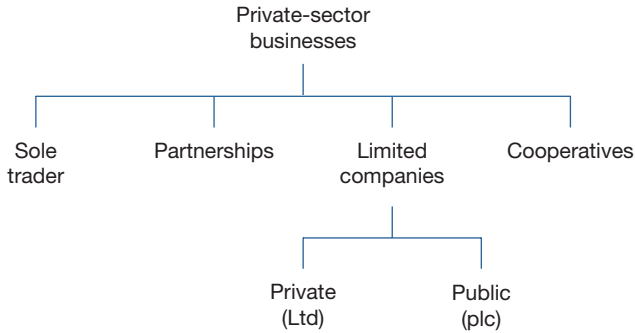 Private-sector
businesses
Sole
trader
Partnerships
Limited
companies
Cooperatives
Private
(Ltd)
Public
(plc)